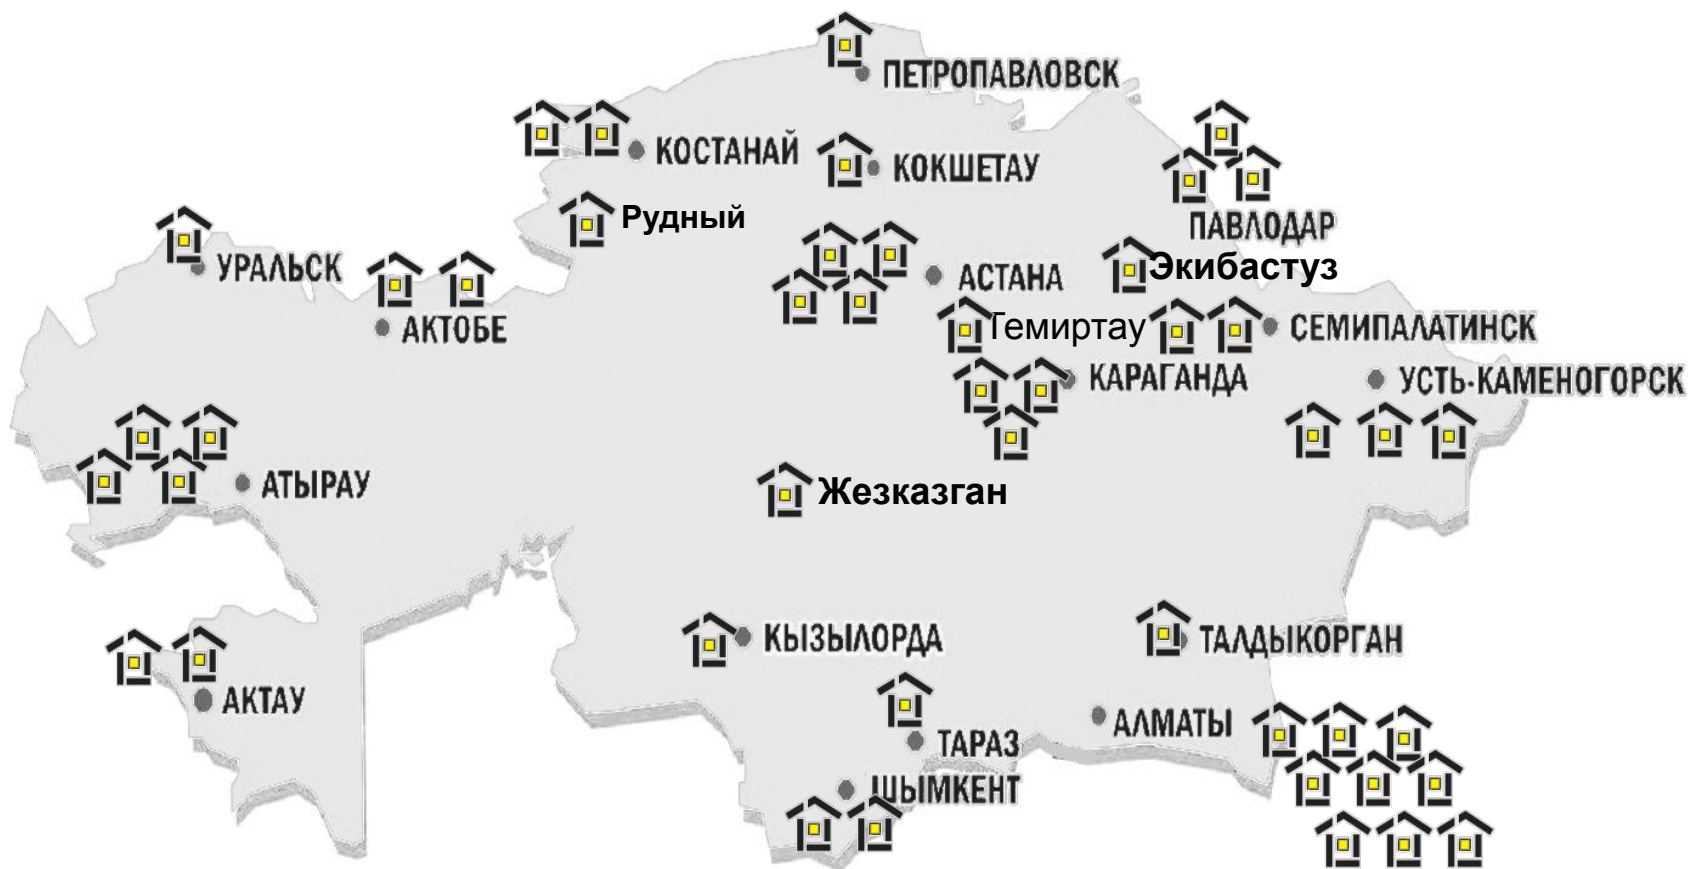 ПЕТРОПАВЛОВСК
КОСТАНАЙ
КОКШЕТАУ
Рудный
ПАВЛОДАР
УРАЛЬСК
АСТАНА
Экибастуз
АКТОБЕ
Темиртау
СЕМИПАЛАТИНСК
КАРАГАНДА
УСТЬ-КАМЕНОГОРСК
АТЫРАУ
Жезказган
КЫЗЫЛОРДА
ТАЛДЫКОРГАН
АКТАУ
АЛМАТЫ
ТАРАЗ
ШЫМКЕНТ